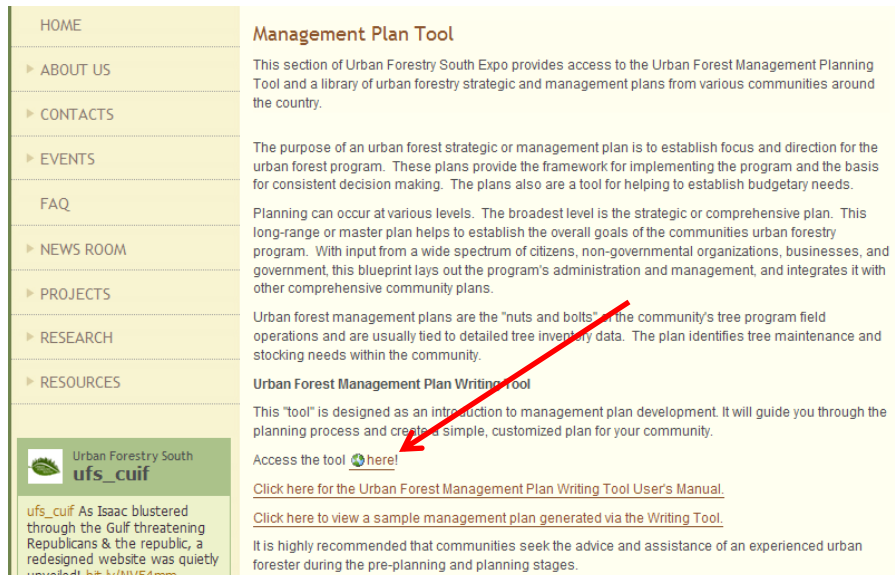 HOME
ABOUT US
CONTACTS
EVENTS
FAQ
NEWS ROOM
PROJECTS
RESEARCH
RESOURCES
Urban Forestry South
ufs_cuif
ufs_cuif As Isaac blustered
through the Gulf threatening
Republicans & the republic, a
redesigned website was quietly
Management Plan Tool
This section of Urban Forestry South Expo provides access to the Urban Forest Management Planning
Tool and a library of urban forestry strategic and management plans from various communities around
the country.
The purpose of an urban forest strategic or management plan is to establish focus and direction for the
urban forest program. These plans provide the framework for implementing the program and the basis
for consistent decision making. The plans also are a tool for helping to establish budgetary needs.
Planning can occur at various levels. The broadest level is the strategic or comprehensive plan. This
long-range or master plan helps to establish the overall goals of the communities urban forestry
program. With input from a wide spectrum of citizens, non-governmental organizations, businesses, and
government, this blueprint lays out the program's administration and management, and integrates it with
other comprehensive community plans.
Urban forest management plans are the "nuts and bolts" of the community's tree program field
operations and are usually tied to detailed tree inventory data. The plan identifies tree maintenance and
stocking needs within the community.
Urban Forest Management Plan Writing Tool
This "tool" is designed as an introduction to management plan development. It will guide you through the
planning process and create a simple, customized plan for your community.
Access the tool here!
Click here for the Urban Forest Management Plan Writing Tool User's Manual.
Click here to view a sample management plan generated via the Writing Tool.
It is highly recommended that communities seek the advice and assistance of an experienced urban
forester during the pre-planning and planning stages.